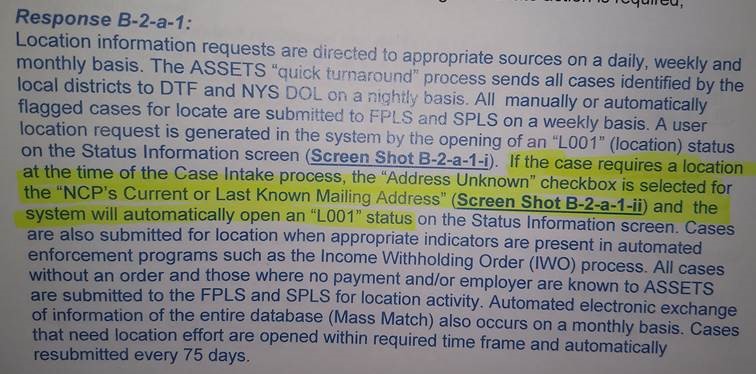 Response B-2-a-1:
Location information requests are directed to appropriate sources on a daily, weekly and
monthly basis. The ASSETS “quick turnaround” process sends all cases identified by the
local districts to DTF and NYS DOL on a nightly basis. All manually or automatically
flagged cases for locate are submitted to FPLS and SPLS on a weekly basis. A user
location request is generated in the system by the opening of an “L001” (location) status
on the Status Information screen (Screen Shot B-2-a-1-i). If the case requires a location
at the time of the Case Intake process, the “Address Unknown” checkbox is selected for
the “NCP’s Current or Last Known Mailing Address” (Screen Shot B-2-a-1-ii) and the
system will automatically open an “L001” status on the Status Information screen. Cases
are also submitted for location when appropriate indicators are present in automated
enforcement programs such as the Income Withholding Order (IWO) process. All cases
without an order and those where no payment and/or employer are known to ASSETS
are submitted to the FPLS and SPLS for location activity. Automated electronic exchange
of information of the entire database (Mass Match) also occurs on a monthly basis. Cases
that need location effort are opened within required time frame and automatically
resubmitted every 75 days.